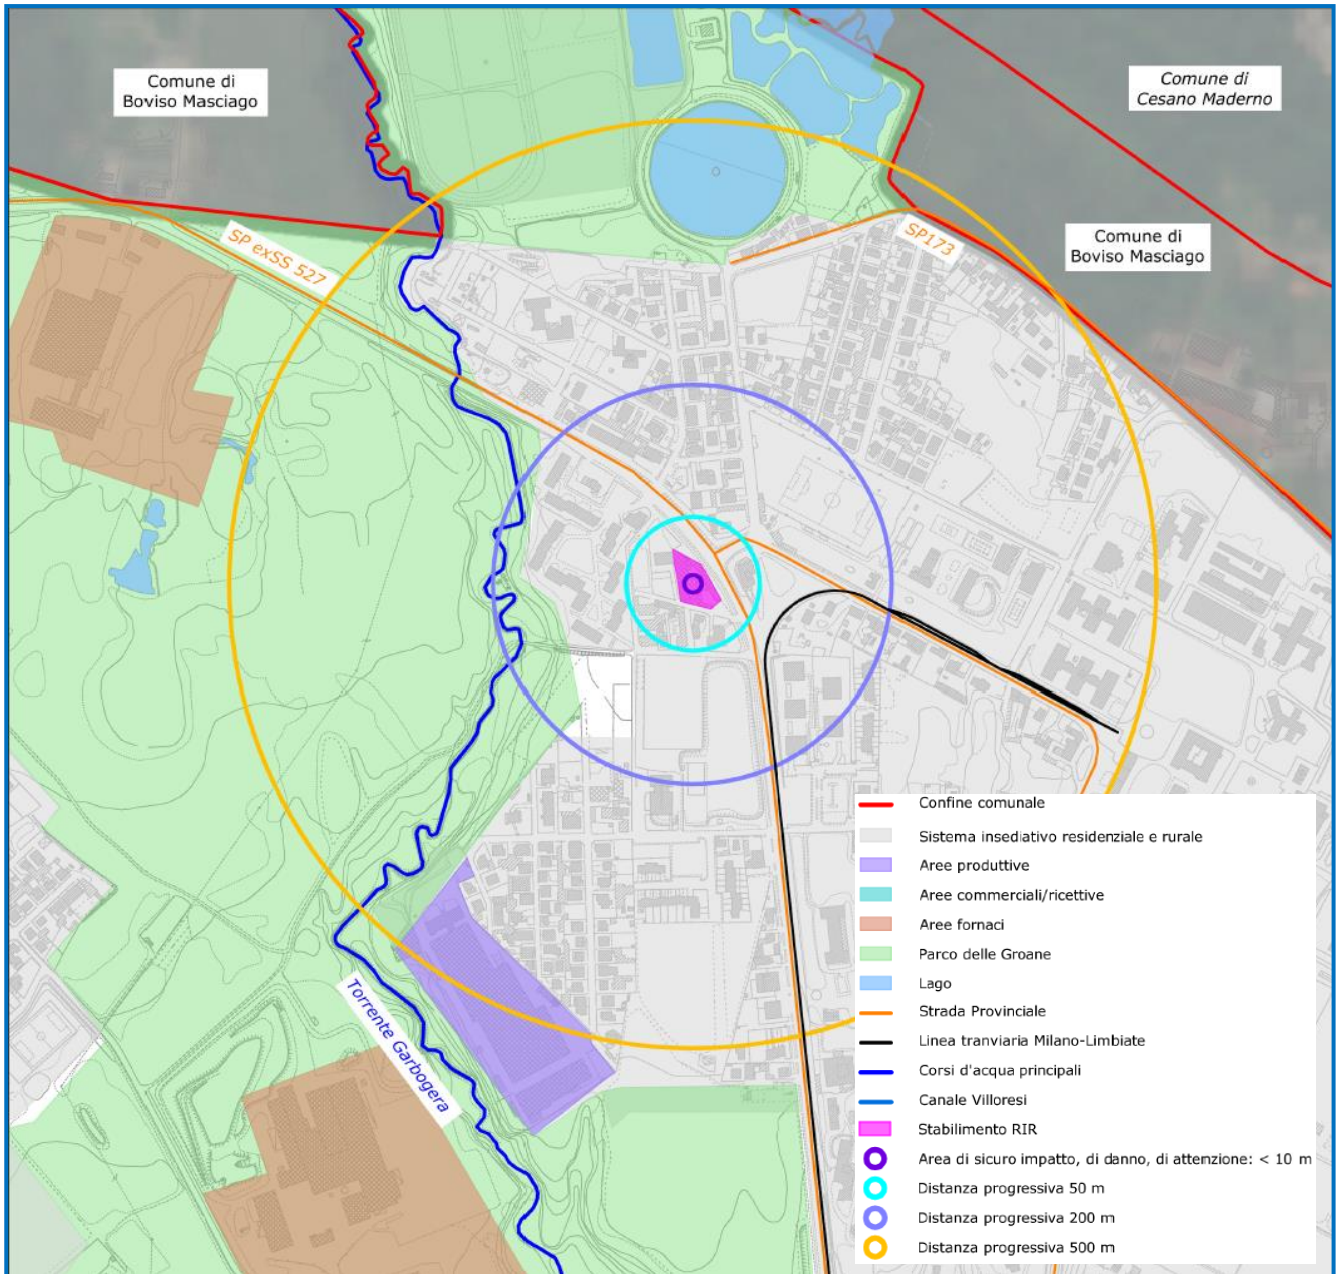 Comune di
Boviso Masciago
Comune di
Cesano Maderno
SP exSS 527
SP173
Comune di
Boviso Masciago
Torrente Garbogera
Confine comunale
Sistema insediativo residenziale e rurale
Aree produttive
Aree commerciali/ricettive
Aree fornaci
Parco delle Groane
Lago
Strada Provinciale
Linea tranviaria Milano-Limbiate
Corsi d'acqua principali
Canale Villoresi
Stabilimento RIR
Area di sicuro impatto, di danno, di attenzione: < 10 m
Distanza progressiva 50 m
Distanza progressiva 200 m
Distanza progressiva 500 m